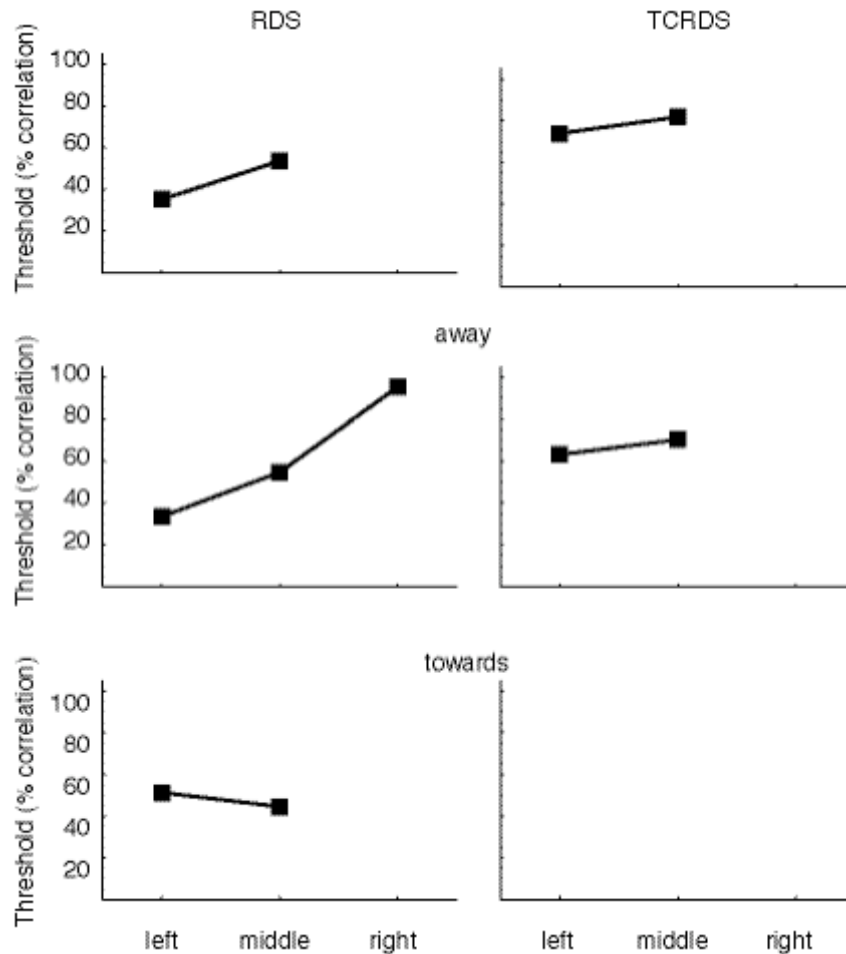 RDS TCRDS
Threshold (% correlation)
100
80
60
40
20
away
Threshold (% correlation)
100
80
60
40
20
towards
Threshold (% correlation)
100
80
60
40
20
left middle right left middle right